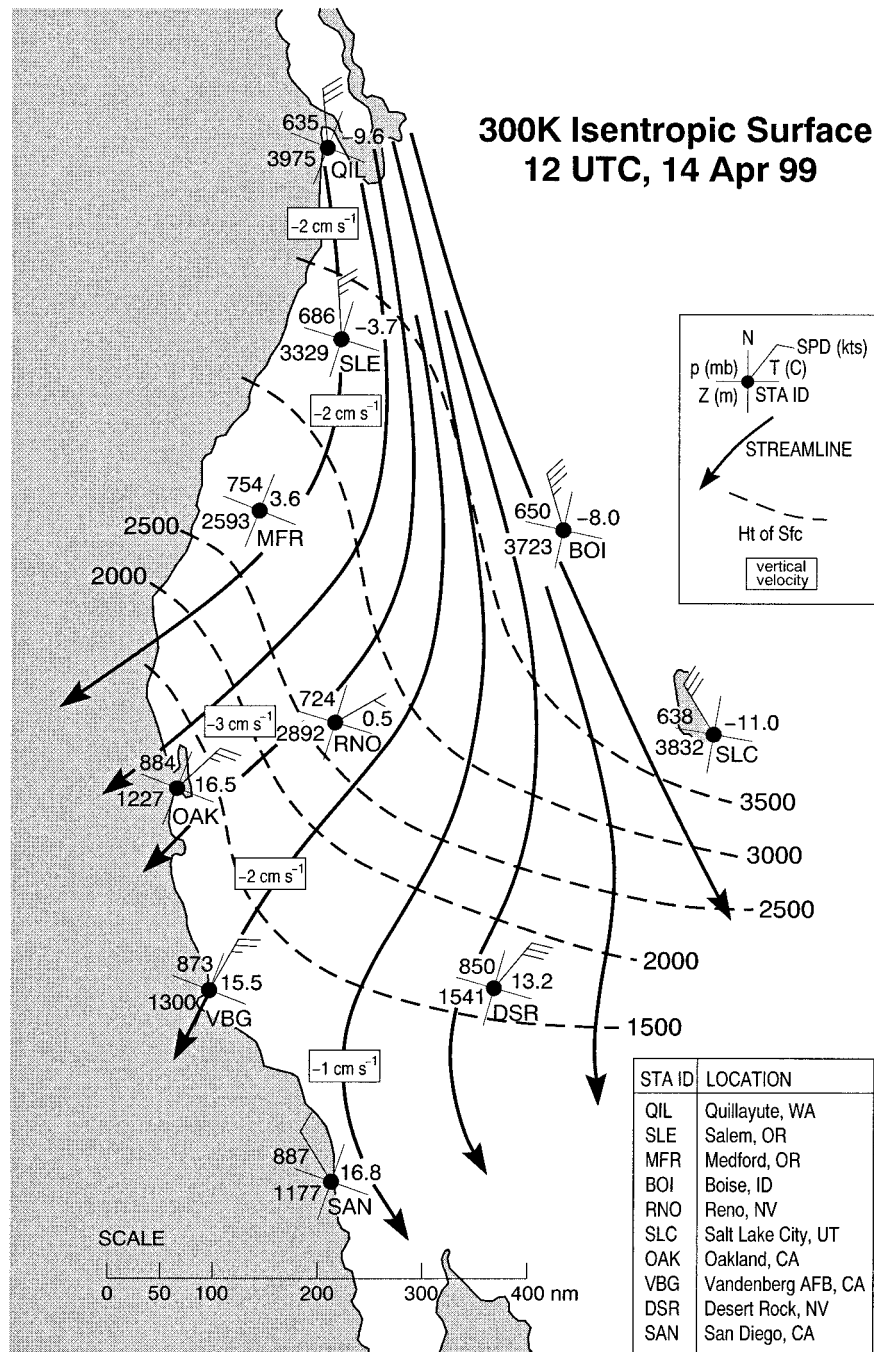 300K Isentropic Surface
12 UTC, 14 Apr 99
635
-9.6
3975
QIL
−2 cm s⁻¹
686
-3.7
3329
SLE
−2 cm s⁻¹
N
SPD (kts)
p (mb)
T (C)
Z (m)
STA ID
STREAMLINE
Ht of Sfc
vertical
velocity
754
3.6
2593
MFR
650
-8.0
3723
BOI
2500
2000
724
0.5
2892
RNO
−3 cm s⁻¹
638
-11.0
3832
SLC
884
16.5
1227
OAK
3500
3000
2500
2000
1500
−2 cm s⁻¹
873
15.5
1300
VBG
850
13.2
1541
DSR
−1 cm s⁻¹
887
16.8
1177
SAN
SCALE
0 50 100 200 300 400 nm
STA ID LOCATION
QIL Quillayute, WA
SLE Salem, OR
MFR Medford, OR
BOI Boise, ID
RNO Reno, NV
SLC Salt Lake City, UT
OAK Oakland, CA
VBG Vandenberg AFB, CA
DSR Desert Rock, NV
SAN San Diego, CA